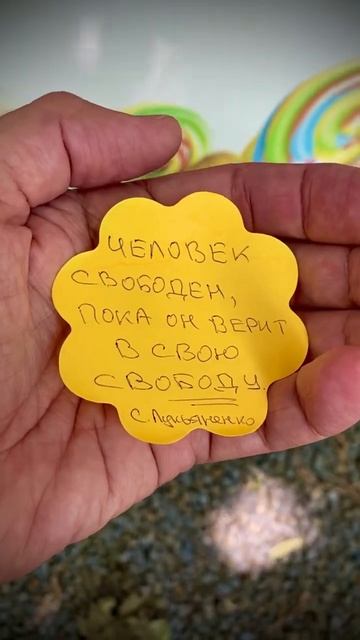 ЧЕЛОВЕК
СВОБОДЕН,
ПОКА ОН ВЕРИТ
В СВОЮ
СВОБОДУ.
С. Лукьяненко